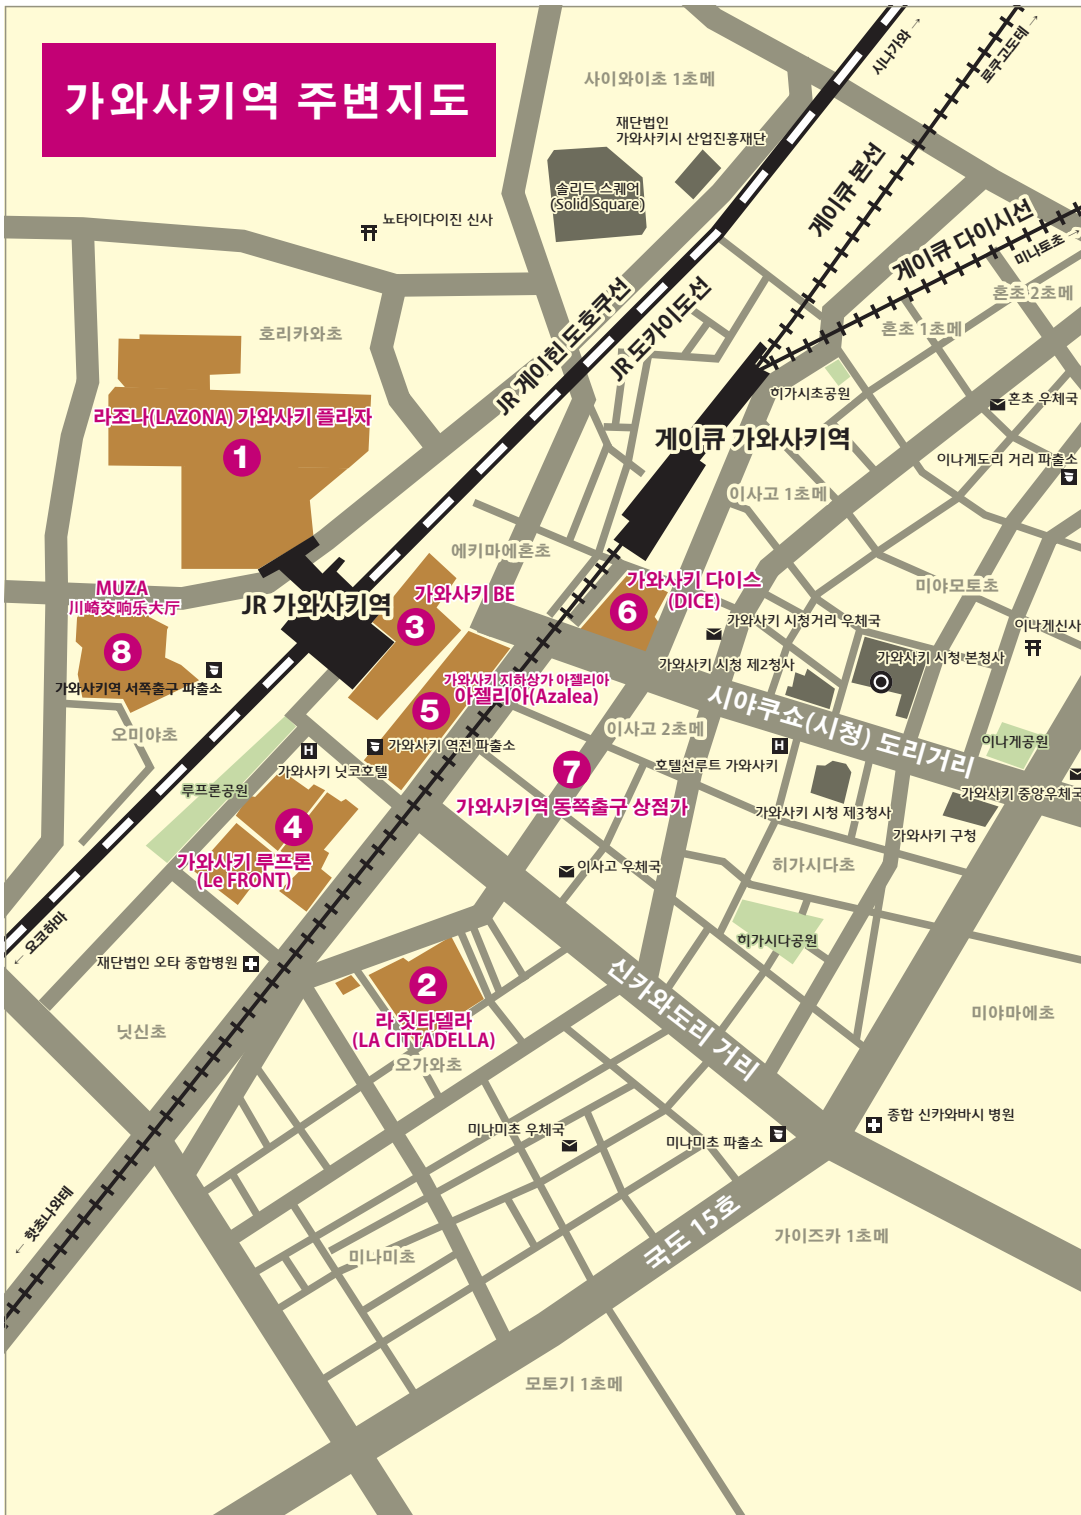 가와사키역 주변지도
사이와이초 1초메
시나가와 →
로쿠고도테 →
재단법인
가와사키시 산업진흥재단
솔리드 스퀘어
(Solid Square)
뇨타이다이진 신사
게이큐 본선
게이큐 다이시선
미나토초 →
혼초 2초메
혼초 1초메
호리카와초
JR 게이힌 도호쿠선
JR 도카이도선
히가시초공원
혼초 우체국
라조나(LAZONA) 가와사키 플라자
1
게이큐 가와사키역
이나게도리 거리 파출소
이사고 1초메
에키마에혼초
미야모토초
MUZA
川崎交响乐大厅
8
JR 가와사키역
가와사키 BE
3
가와사키 다이스
(DICE)
6
가와사키 시청거리 우체국
이나게신사
가와사키 시청 본청사
가와사키 시청 제2청사
가와사키역 서쪽출구 파출소
가와사키 지하상가 아젤리아
아젤리아(Azalea)
5
시야쿠쇼(시청) 도리거리
오미야초
이사고 2초메
이나게공원
H
가와사키 역전 파출소
가와사키 닛코호텔
7
H
호텔선루트 가와사키
루프론공원
가와사키역 동쪽출구 상점가
가와사키 중앙우체국
가와사키 시청 제3청사
가와사키 구청
4
가와사키 루프론
(Le FRONT)
이사고 우체국
히가시다초
← 요코하마
히가시다공원
재단법인 오타 종합병원
2
라 칫타델라
(LA CITTADELLA)
신카와도리 거리
미야마에초
닛신초
오가와초
미나미초 우체국
미나미초 파출소
종합 신카와바시 병원
← 핫초나와테
국도 15호
가이즈카 1초메
미나미초
모토기 1초메